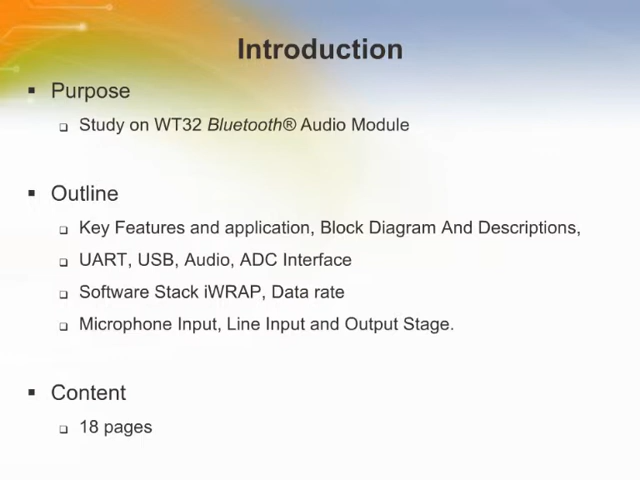 Introduction
Purpose
Study on WT32 Bluetooth® Audio Module
Outline
Key Features and application, Block Diagram And Descriptions,
UART, USB, Audio, ADC Interface
Software Stack iWRAP, Data rate
Microphone Input, Line Input and Output Stage.
Content
18 pages